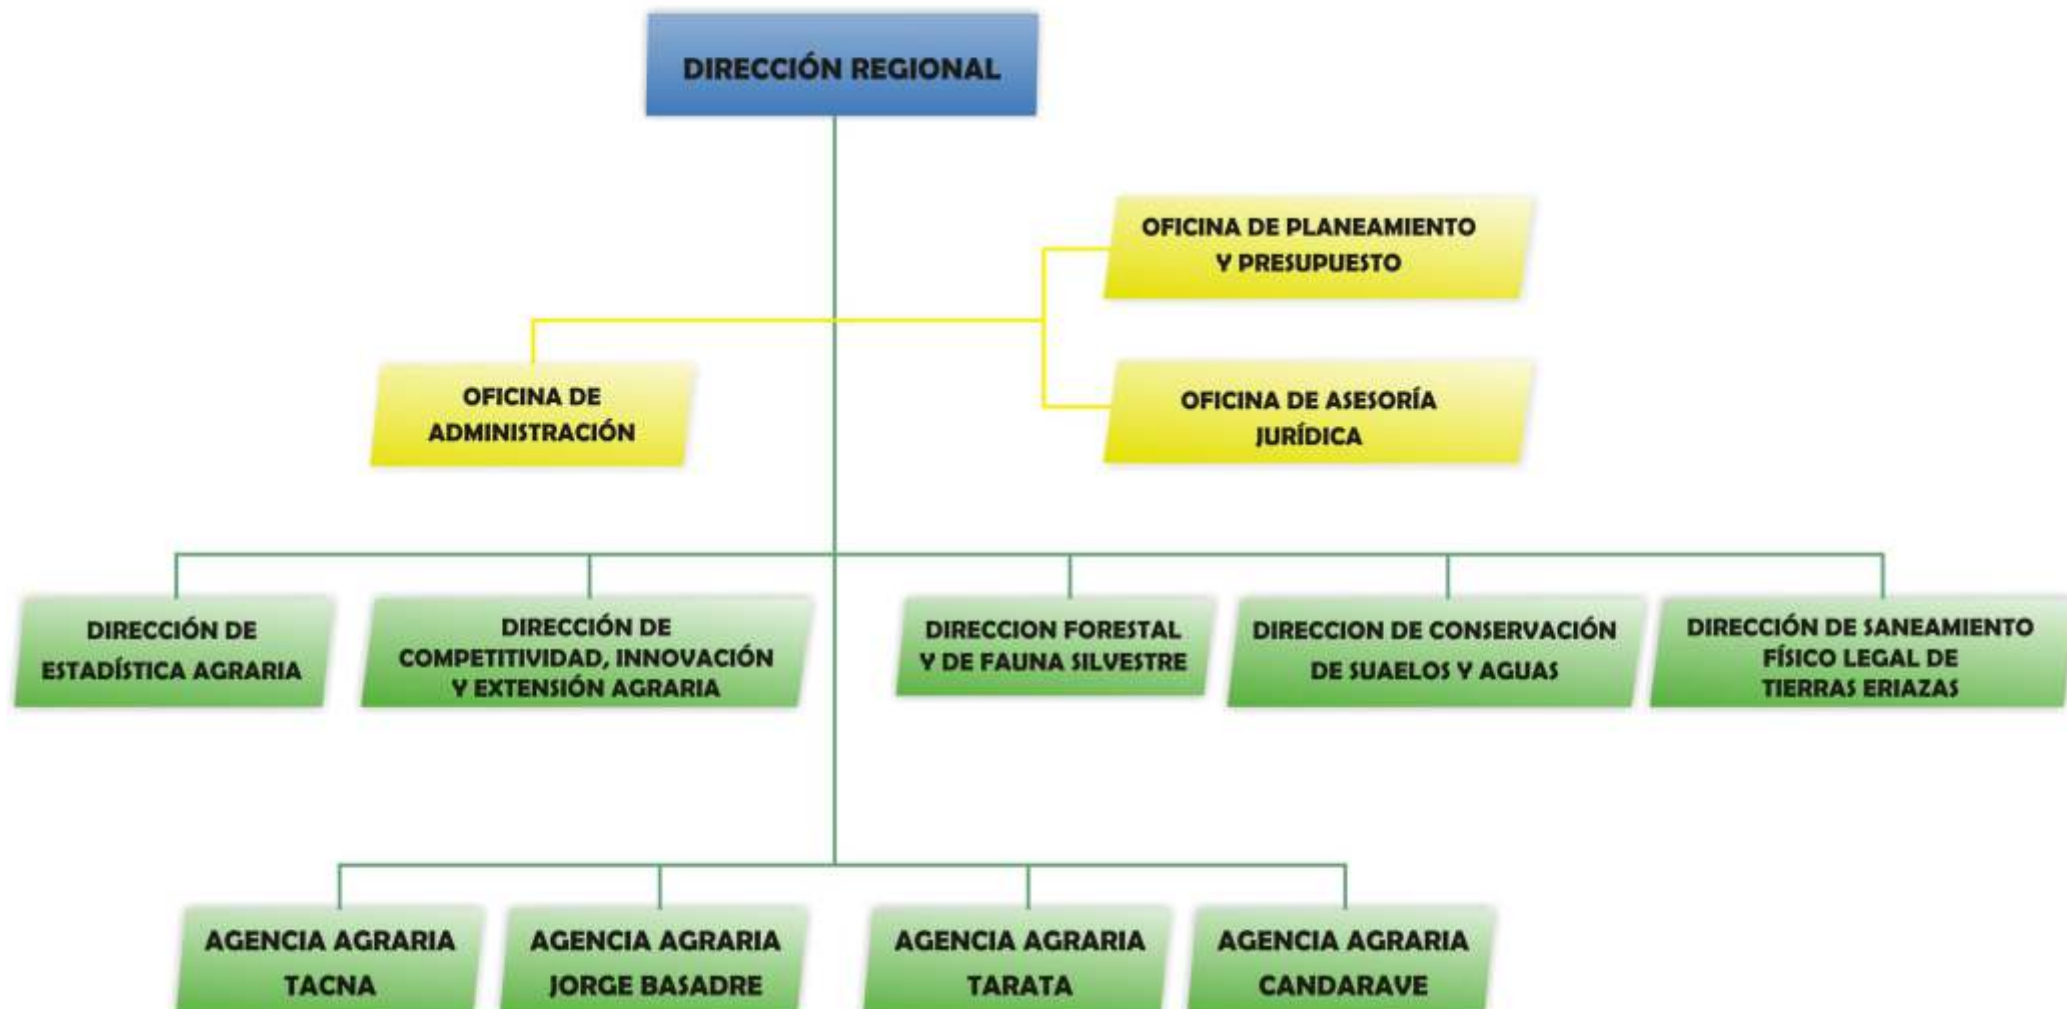 DIRECCIÓN REGIONAL
OFICINA DE PLANEAMIENTO
Y PRESUPUESTO
OFICINA DE
ADMINISTRACIÓN
OFICINA DE ASESORÍA
JURÍDICA
DIRECCIÓN DE
ESTADÍSTICA AGRARIA
DIRECCIÓN DE
COMPETITIVIDAD, INNOVACIÓN
Y EXTENSIÓN AGRARIA
DIRECCION FORESTAL
Y DE FAUNA SILVESTRE
DIRECCION DE CONSERVACIÓN
DE SUAELOS Y AGUAS
DIRECCIÓN DE SANEAMIENTO
FÍSICO LEGAL DE
TIERRAS ERIAZAS
AGENCIA AGRARIA
TACNA
AGENCIA AGRARIA
JORGE BASADRE
AGENCIA AGRARIA
TARATA
AGENCIA AGRARIA
CANDARAVE